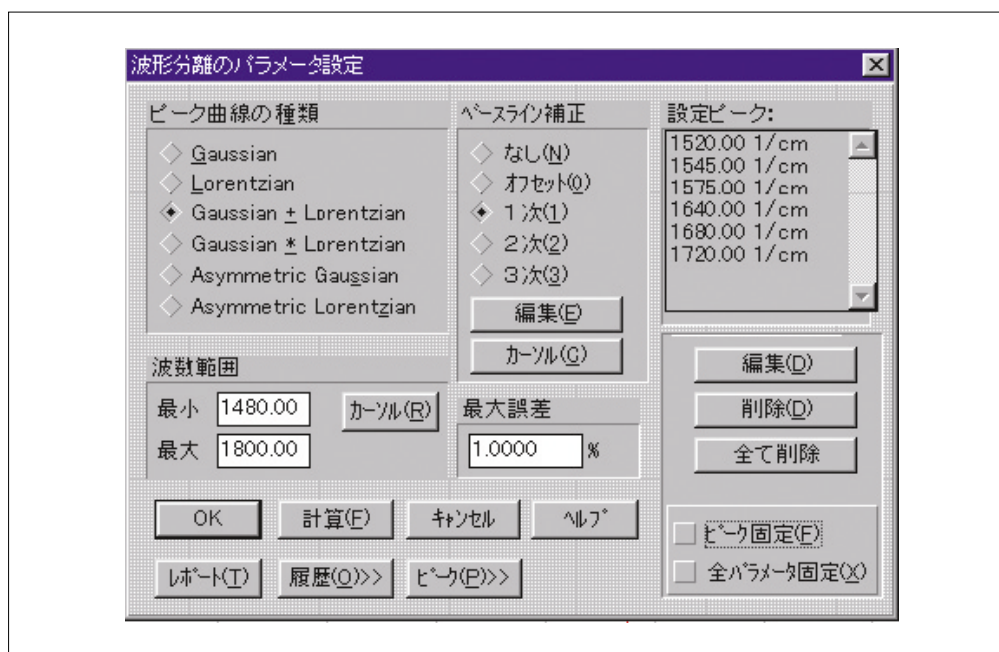 波形分離のパラメータ設定
ピーク曲線の種類
Gaussian
Lorentzian
Gaussian + Lorentzian
Gaussian * Lorentzian
Asymmetric Gaussian
Asymmetric Lorentzian
波数範囲
最小 1480.00 カーソル(R)
最大 1800.00
ベースライン補正
なし(N)
オフセット(0)
1次(1)
2次(2)
3次(3)
編集(E)
カーソル(G)
最大誤差
1.0000 %
設定ピーク:
1520.00 1/cm
1545.00 1/cm
1575.00 1/cm
1640.00 1/cm
1680.00 1/cm
1720.00 1/cm
編集(D)
削除(D)
全て削除
ピーク固定(F)
全パラメータ固定(X)
OK 計算(F) キャンセル ヘルプ
レポート(T) 履歴(O)>> ピーク(P)>>